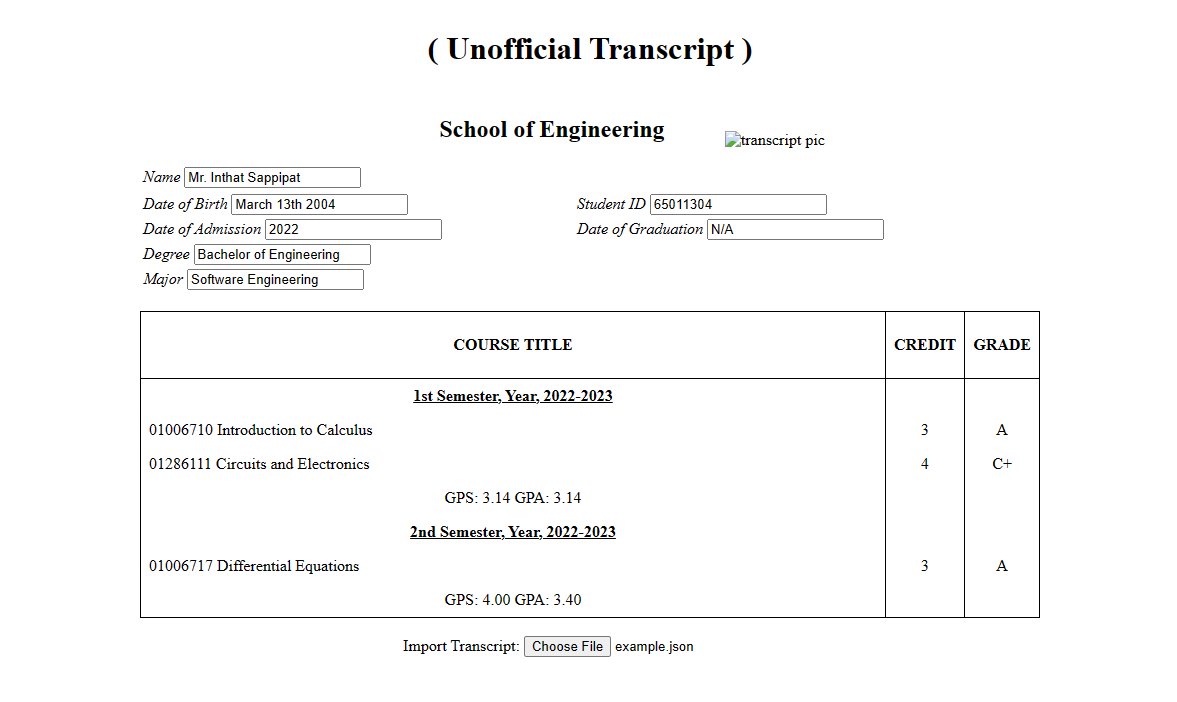 ( Unofficial Transcript )
School of Engineering
transcript pic
Name Mr. Inthat Sappipat
Date of Birth March 13th 2004 Student ID 65011304
Date of Admission 2022 Date of Graduation N/A
Degree Bachelor of Engineering
Major Software Engineering
COURSE TITLE CREDIT GRADE
1st Semester, Year, 2022-2023
01006710 Introduction to Calculus 3 A
01286111 Circuits and Electronics 4 C+
GPS: 3.14 GPA: 3.14
2nd Semester, Year, 2022-2023
01006717 Differential Equations 3 A
GPS: 4.00 GPA: 3.40
Import Transcript: Choose File example.json